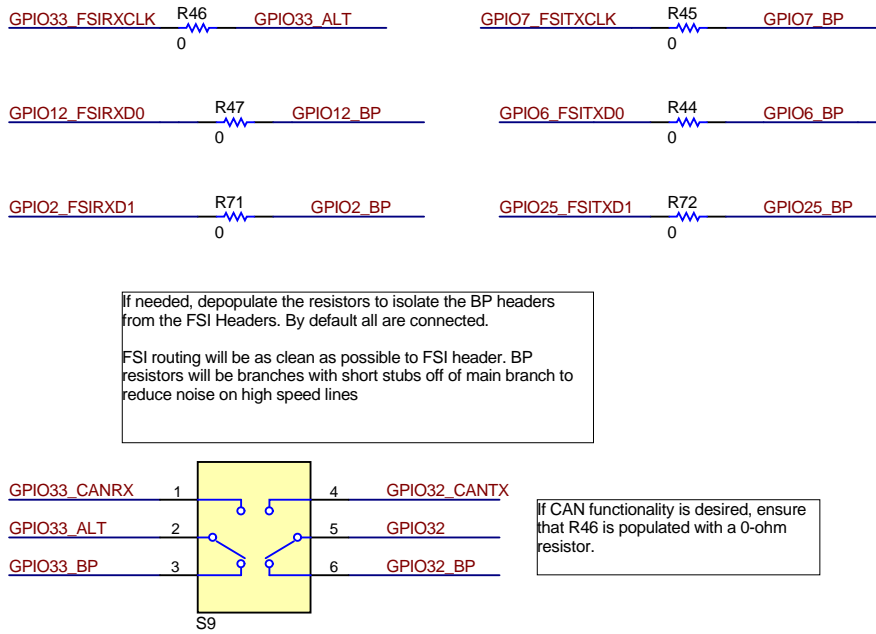 GPIO33_FSIRXCLK R46 GPIO33_ALT
0
GPIO7_FSITXCLK R45 GPIO7_BP
0
GPIO12_FSIRXD0 R47 GPIO12_BP
0
GPIO6_FSITXD0 R44 GPIO6_BP
0
GPIO2_FSIRXD1 R71 GPIO2_BP
0
GPIO25_FSITXD1 R72 GPIO25_BP
0
If needed, depopulate the resistors to isolate the BP headers
from the FSI Headers. By default all are connected.
FSI routing will be as clean as possible to FSI header. BP
resistors will be branches with short stubs off of main branch to
reduce noise on high speed lines
GPIO33_CANRX 1 4 GPIO32_CANTX
GPIO33_ALT 2 5 GPIO32
GPIO33_BP 3 6 GPIO32_BP
S9
If CAN functionality is desired, ensure
that R46 is populated with a 0-ohm
resistor.